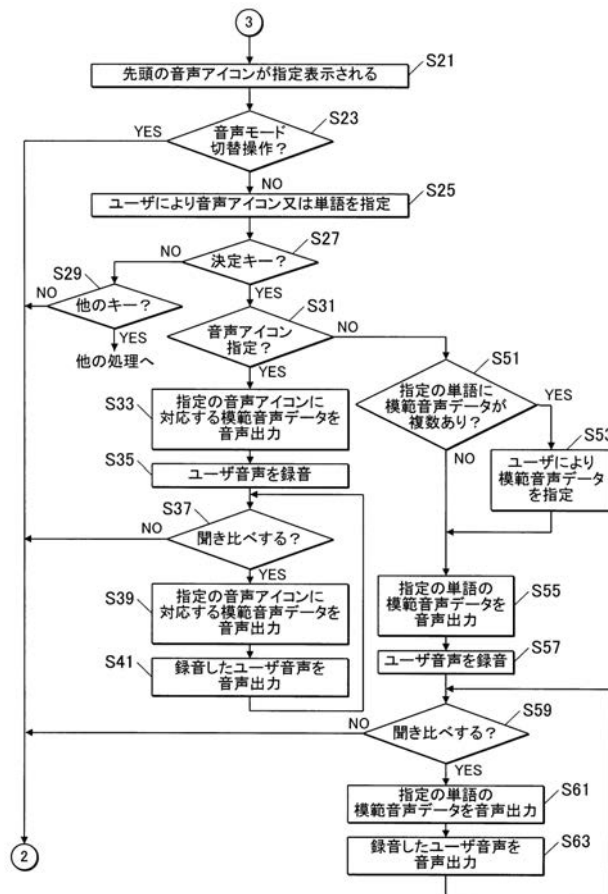 3
先頭の音声アイコンが指定表示される
S21
YES
音声モード
切替操作？
S23
NO
ユーザにより音声アイコン又は単語を指定
S25
NO
決定キー？
S27
YES
S29
NO
他のキー？
YES
他の処理へ
音声アイコン
指定？
S31
NO
YES
S33
指定の音声アイコンに
対応する模範音声データを
音声出力
S35
ユーザ音声を録音
S37
NO
聞き比べする？
YES
S39
指定の音声アイコンに
対応する模範音声データを
音声出力
S41
録音したユーザ音声を
音声出力
S51
指定の単語に
模範音声データが
複数あり？
YES
NO
S53
ユーザにより
模範音声データ
を指定
指定の単語の
模範音声データを
音声出力
S55
ユーザ音声を録音
S57
NO
聞き比べする？
S59
YES
指定の単語の
模範音声データを音声出力
S61
録音したユーザ音声を
音声出力
S63
2